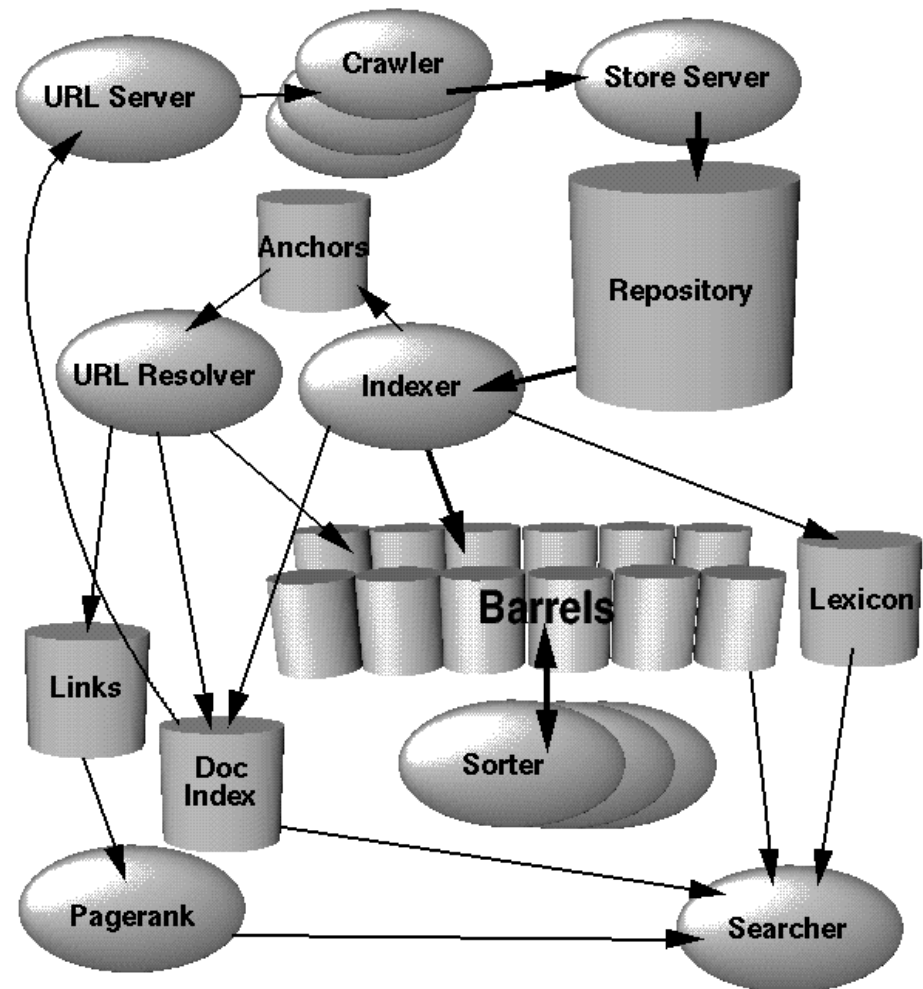 Crawler
URL Server
Store Server
Anchors
Repository
URL Resolver
Indexer
Barrels
Lexicon
Links
Doc
Index
Sorter
Pagerank
Searcher